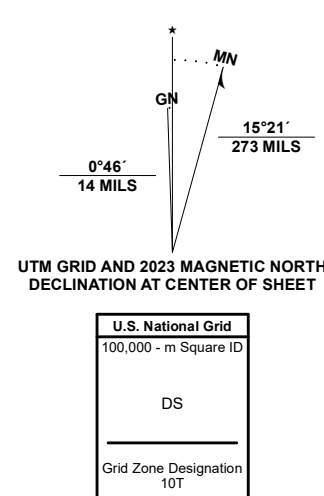 ★
MN
GN
15°21´
273 MILS
0°46´
14 MILS
UTM GRID AND 2023 MAGNETIC NORTH
DECLINATION AT CENTER OF SHEET
U.S. National Grid
100,000 - m Square ID
DS
Grid Zone Designation
10T